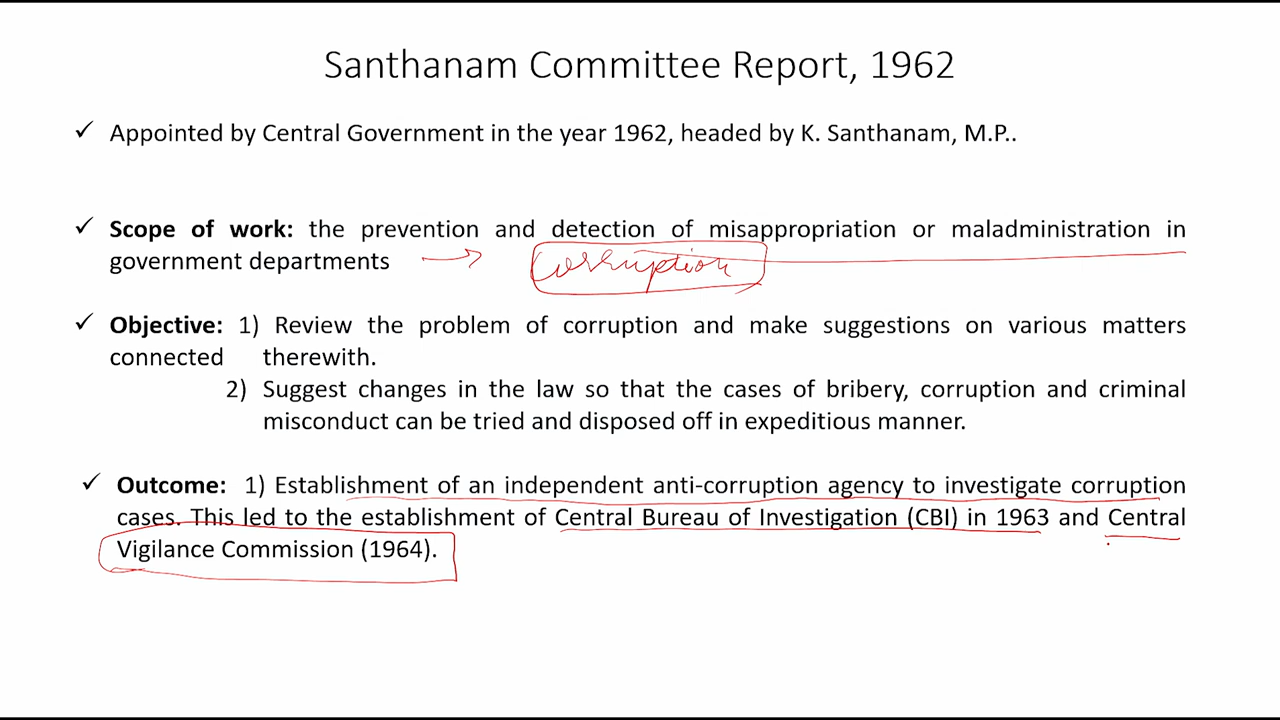 Santhanam Committee Report, 1962
✓ Appointed by Central Government in the year 1962, headed by K. Santhanam, M.P..
✓ Scope of work: the prevention and detection of misappropriation or maladministration in
government departments → corruption
✓ Objective: 1) Review the problem of corruption and make suggestions on various matters
connected therewith.
2) Suggest changes in the law so that the cases of bribery, corruption and criminal
misconduct can be tried and disposed off in expeditious manner.
✓ Outcome: 1) Establishment of an independent anti-corruption agency to investigate corruption
cases. This led to the establishment of Central Bureau of Investigation (CBI) in 1963 and Central
Vigilance Commission (1964).